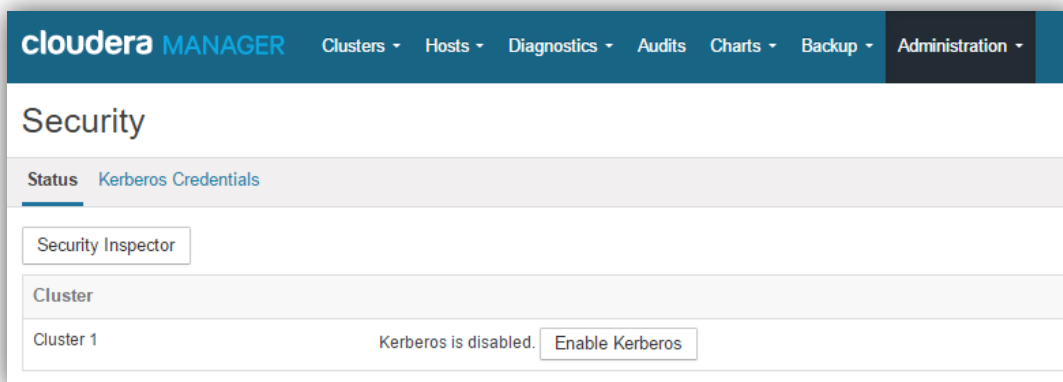 cloudera MANAGER Clusters Hosts Diagnostics Audits Charts Backup Administration
Security
Status Kerberos Credentials
Security Inspector
Cluster
Cluster 1 Kerberos is disabled. Enable Kerberos